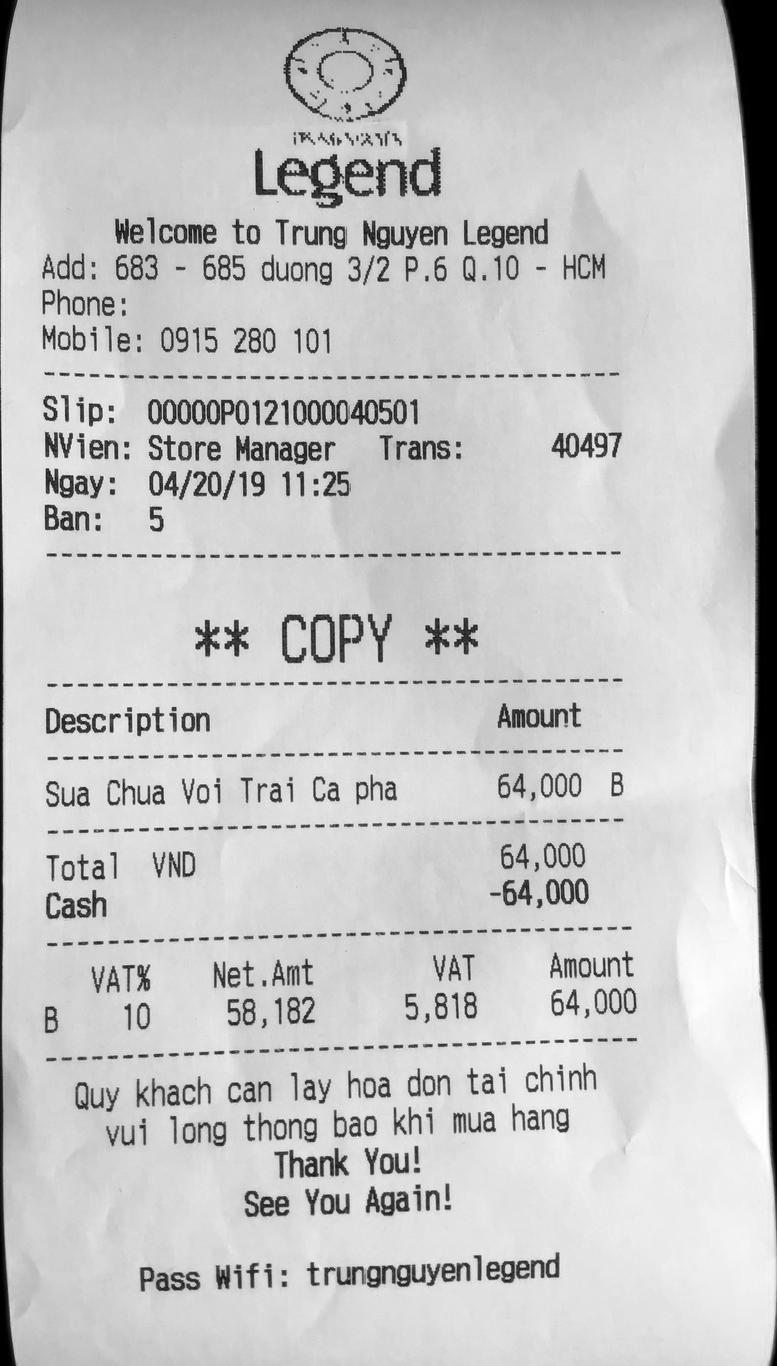 Legend
Welcome to Trung Nguyen Legend
Add: 683 - 685 duong 3/2 P.6 Q.10 - HCM
Phone:
Mobile: 0915 280 101
Slip: 00000P0121000040501
NVien: Store Manager Trans: 40497
Ngay: 04/20/19 11:25
Ban: 5
** COPY **
Description Amount
Sua Chua Voi Trai Ca pha 64,000 B
Total VND 64,000
Cash -64,000
VAT% Net.Amt VAT Amount
B 10 58,182 5,818 64,000
Quy khach can lay hoa don tai chinh
vui long thong bao khi mua hang
Thank You!
See You Again!
Pass Wifi: trungnguyenlegend